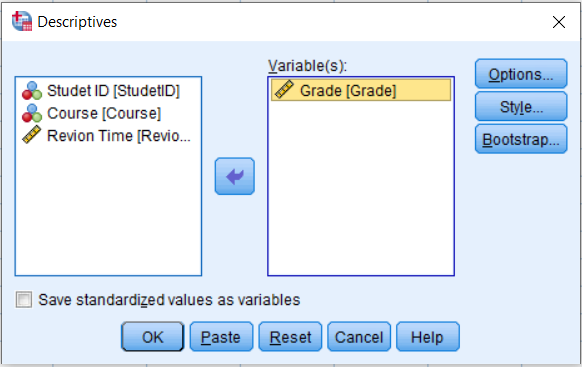 Descriptives
Variable(s):
Studet ID [StudetID]
Course [Course]
Revion Time [Revio...
Grade [Grade]
Options...
Style...
Bootstrap...
Save standardized values as variables
OK Paste Reset Cancel Help